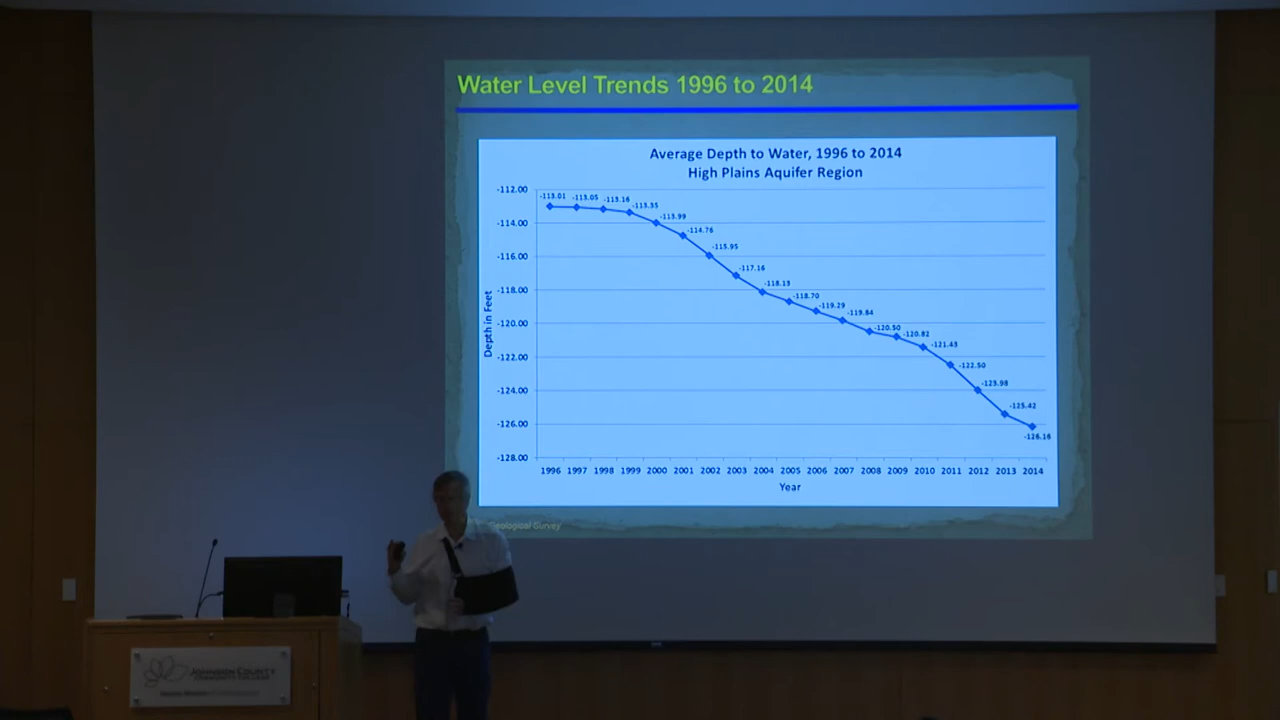 Water Level Trends 1996 to 2014
Average Depth to Water, 1996 to 2014
High Plains Aquifer Region
-112.00
-114.00
-116.00
-118.00
-120.00
-122.00
-124.00
-126.00
-128.00
Depth in Feet
-113.01 -113.05 -113.16 -113.35 -113.99 -114.76 -115.95 -117.16 -118.13 -118.70 -119.29 -119.84 -120.50 -120.82 -121.43 -122.50 -123.98 -125.42 -126.16
1996 1997 1998 1999 2000 2001 2002 2003 2004 2005 2006 2007 2008 2009 2010 2011 2012 2013 2014
Year
Geological Survey
JOHNSON COUNTY
COMMUNITY COLLEGE